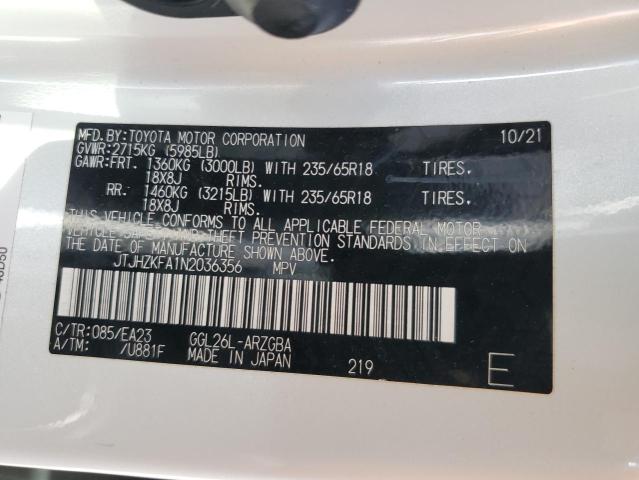 MFD.BY:TOYOTA MOTOR CORPORATION 10/21
GVWR:2715KG (5985LB)
GAWR:FRT. 1360KG (3000LB) WITH 235/65R18 TIRES.
18X8J RIMS.
RR. 1460KG (3215LB) WITH 235/65R18 TIRES.
18X8J RIMS.
THIS VEHICLE CONFORMS TO ALL APPLICABLE FEDERAL MOTOR
VEHICLE THEFT PREVENTION STANDARDS IN EFFECT ON
THE DATE OF MANUFACTURE SHOWN ABOVE.
JTJHZKFA1N2036356 MPV
C/TR:085/EA23 GGL26L-ARZGBA
A/TM: /U881F MADE IN JAPAN 219 E